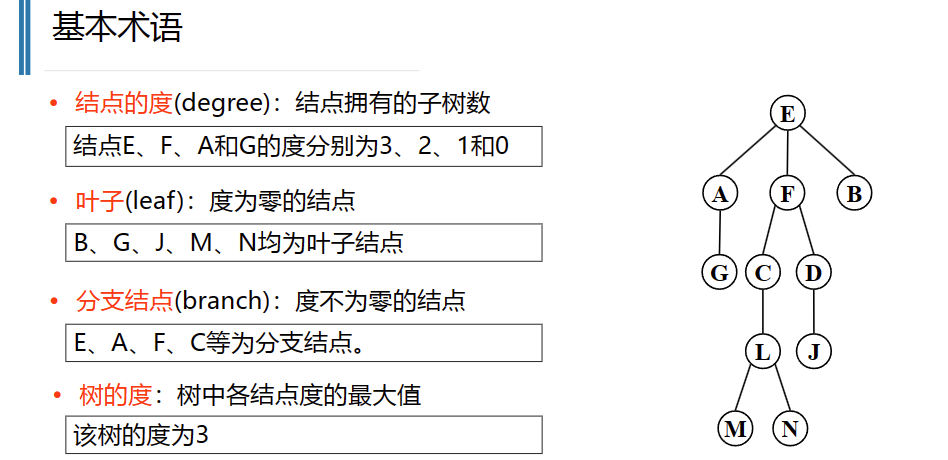 基本术语
• 结点的度(degree)：结点拥有的子树数
结点E、F、A和G的度分别为3、2、1和0
• 叶子(leaf)：度为零的结点
B、G、J、M、N均为叶子结点
• 分支结点(branch)：度不为零的结点
E、A、F、C等为分支结点。
• 树的度：树中各结点度的最大值
该树的度为3
E
A F B
G C D
L J
M N